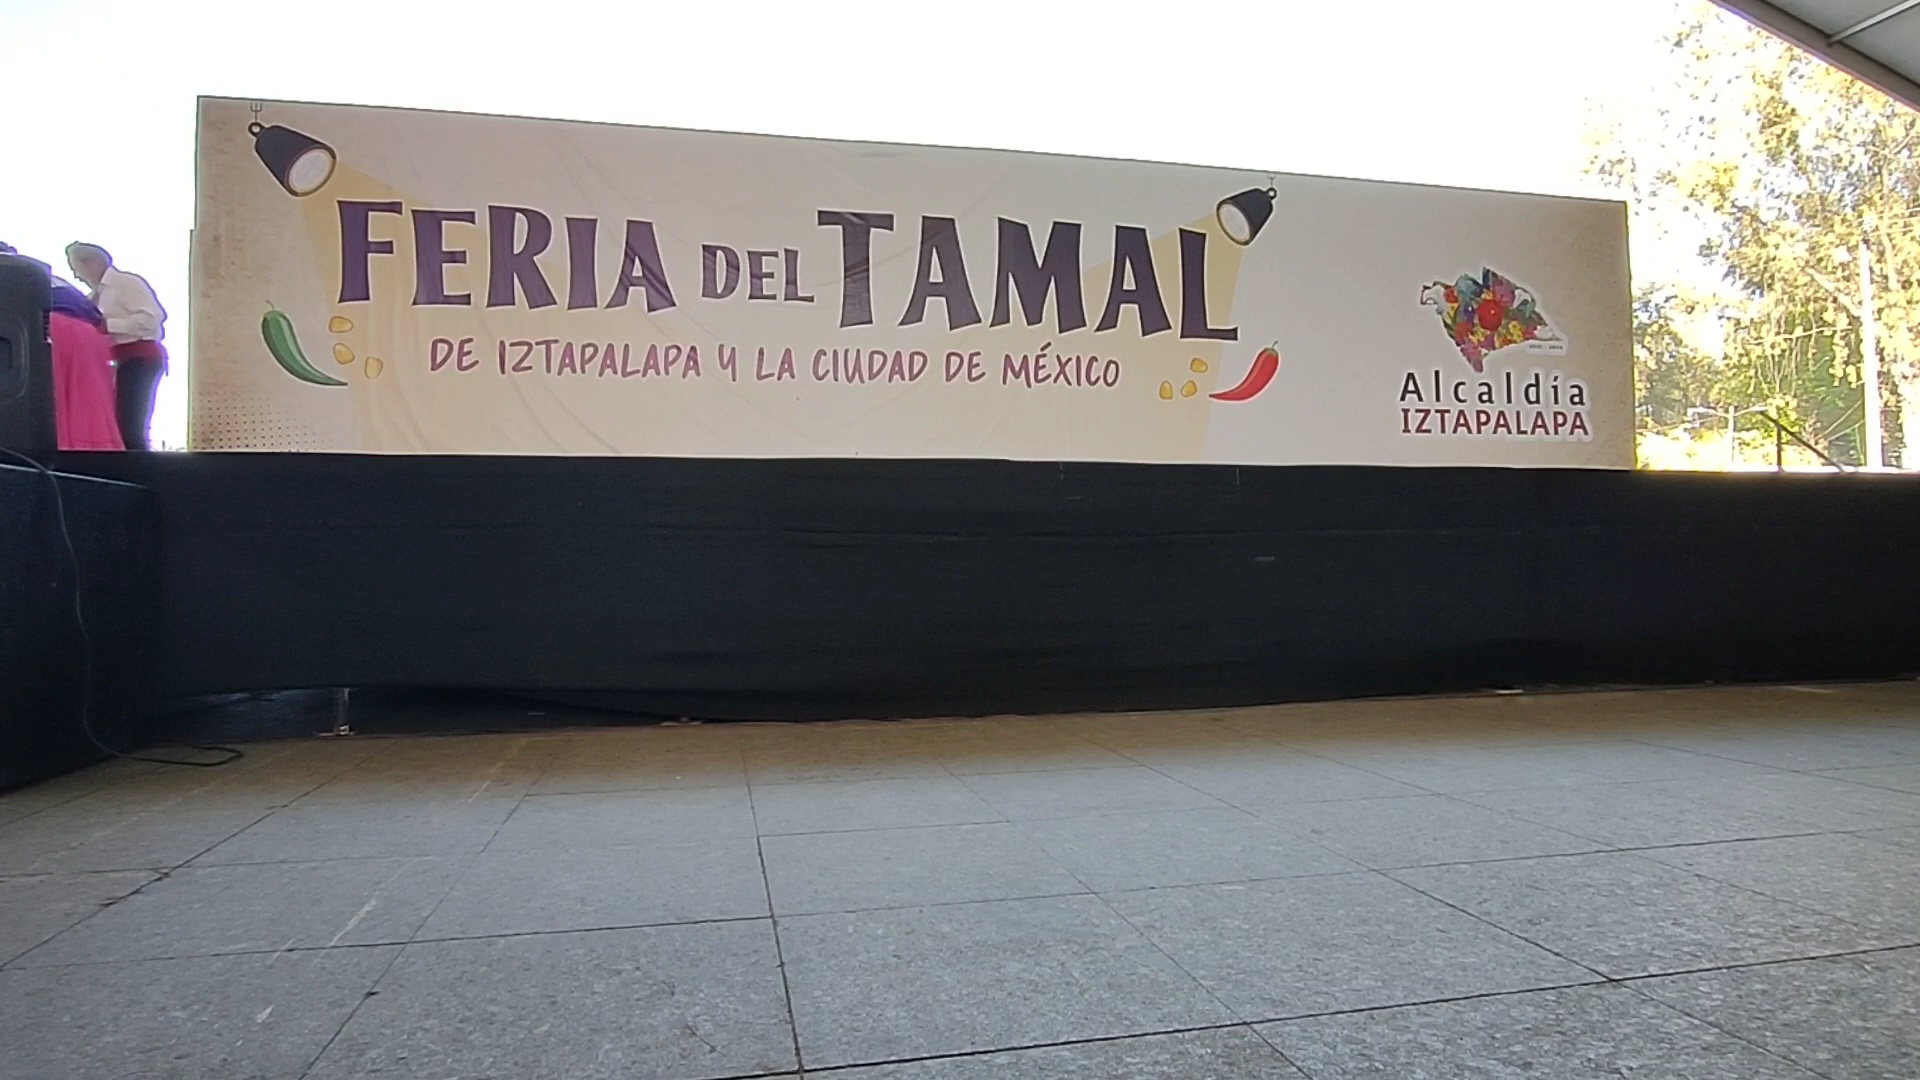 FERIA DEL TAMAL
DE IZTAPALAPA Y LA CIUDAD DE MÉXICO
Alcaldía
IZTAPALAPA